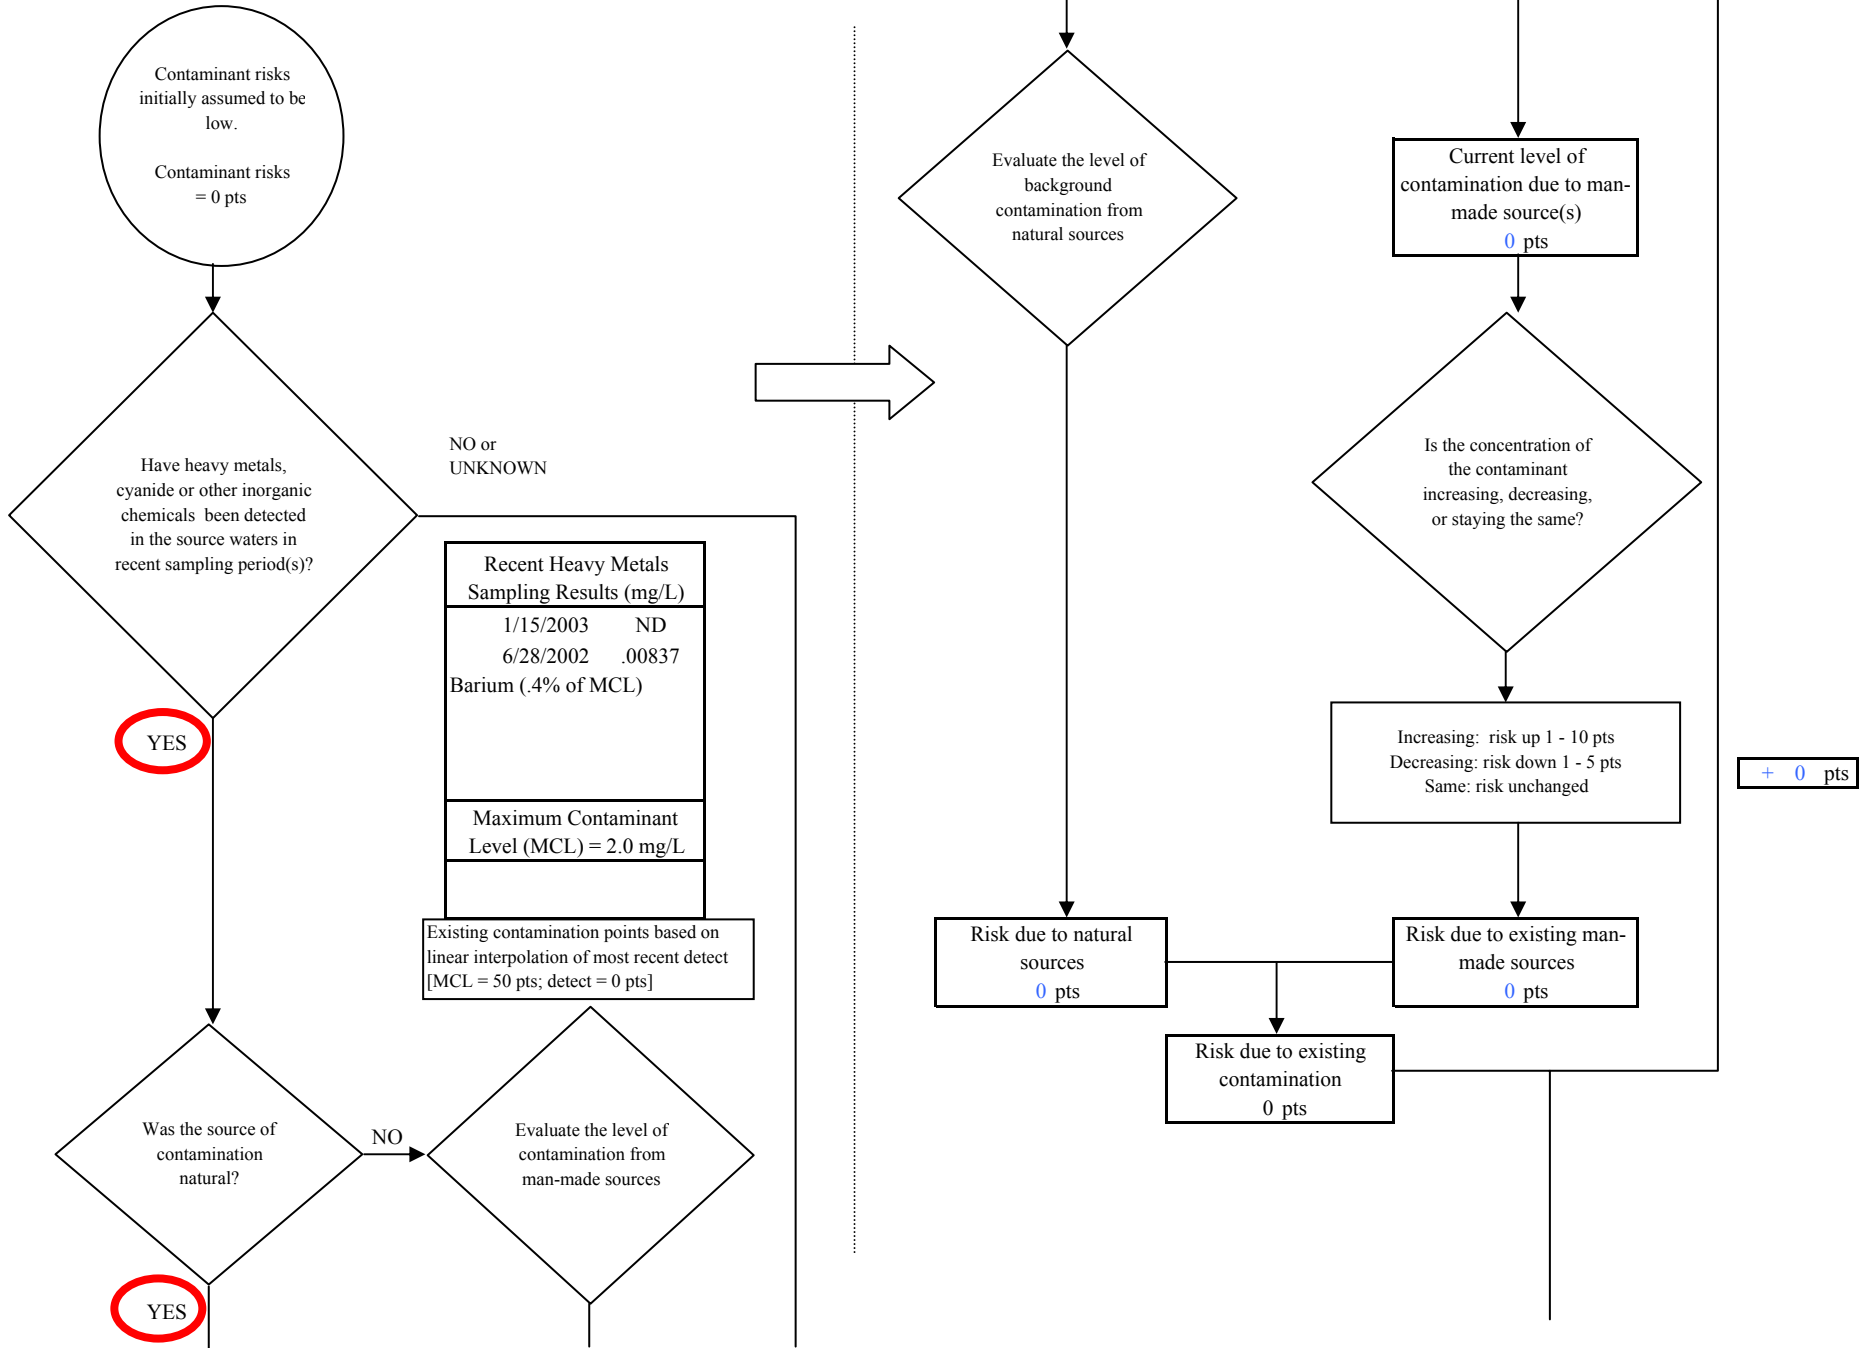 Contaminant risks
initially assumed to be
low.
Contaminant risks
= 0 pts
Have heavy metals,
cyanide or other inorganic
chemicals been detected
in the source waters in
recent sampling period(s)?
NO or
UNKNOWN
YES
Recent Heavy Metals
Sampling Results (mg/L)
1/15/2003 ND
6/28/2002 .00837
Barium (.4% of MCL)
Maximum Contaminant
Level (MCL) = 2.0 mg/L
Existing contamination points based on
linear interpolation of most recent detect
[MCL = 50 pts; detect = 0 pts]
Was the source of
contamination
natural?
NO
YES
Evaluate the level of
contamination from
man-made sources
Evaluate the level of
background
contamination from
natural sources
Current level of
contamination due to man-
made source(s)
0 pts
Is the concentration of
the contaminant
increasing, decreasing,
or staying the same?
Increasing: risk up 1 - 10 pts
Decreasing: risk down 1 - 5 pts
Same: risk unchanged
+ 0 pts
Risk due to natural
sources
0 pts
Risk due to existing man-
made sources
0 pts
Risk due to existing
contamination
0 pts